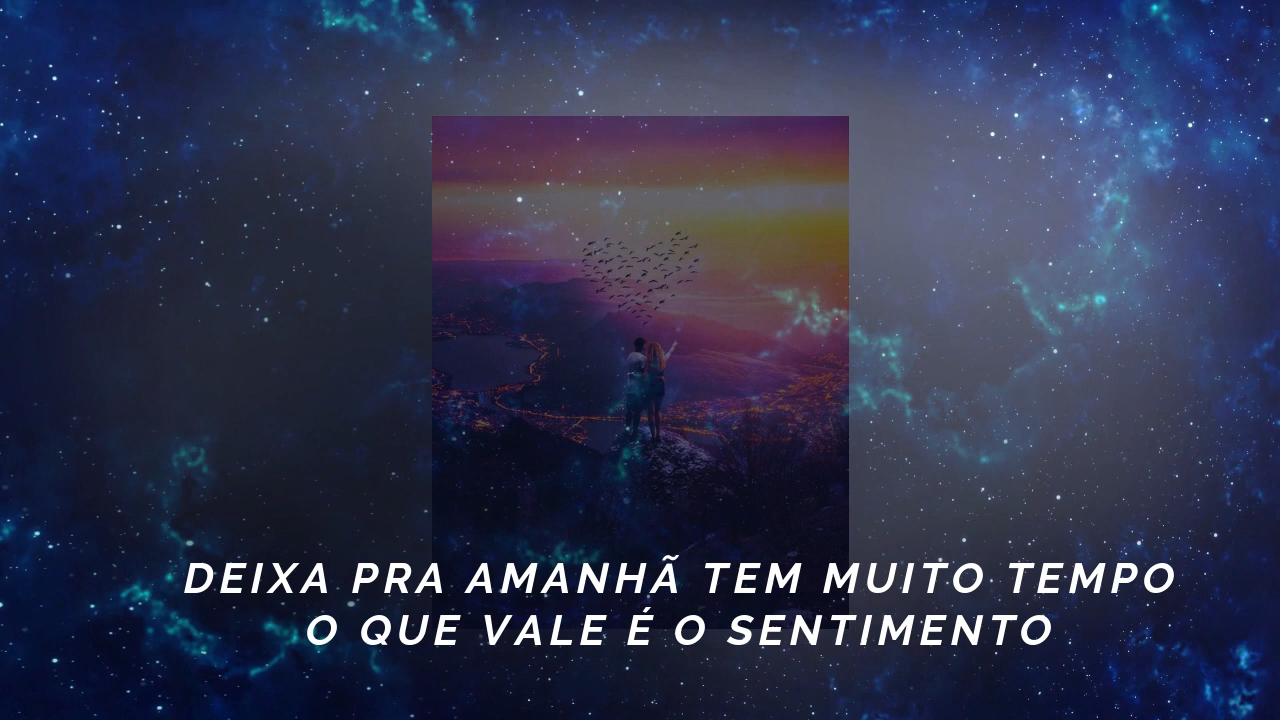 DEIXA PRA AMANHÃ TEM MUITO TEMPO
O QUE VALE É O SENTIMENTO